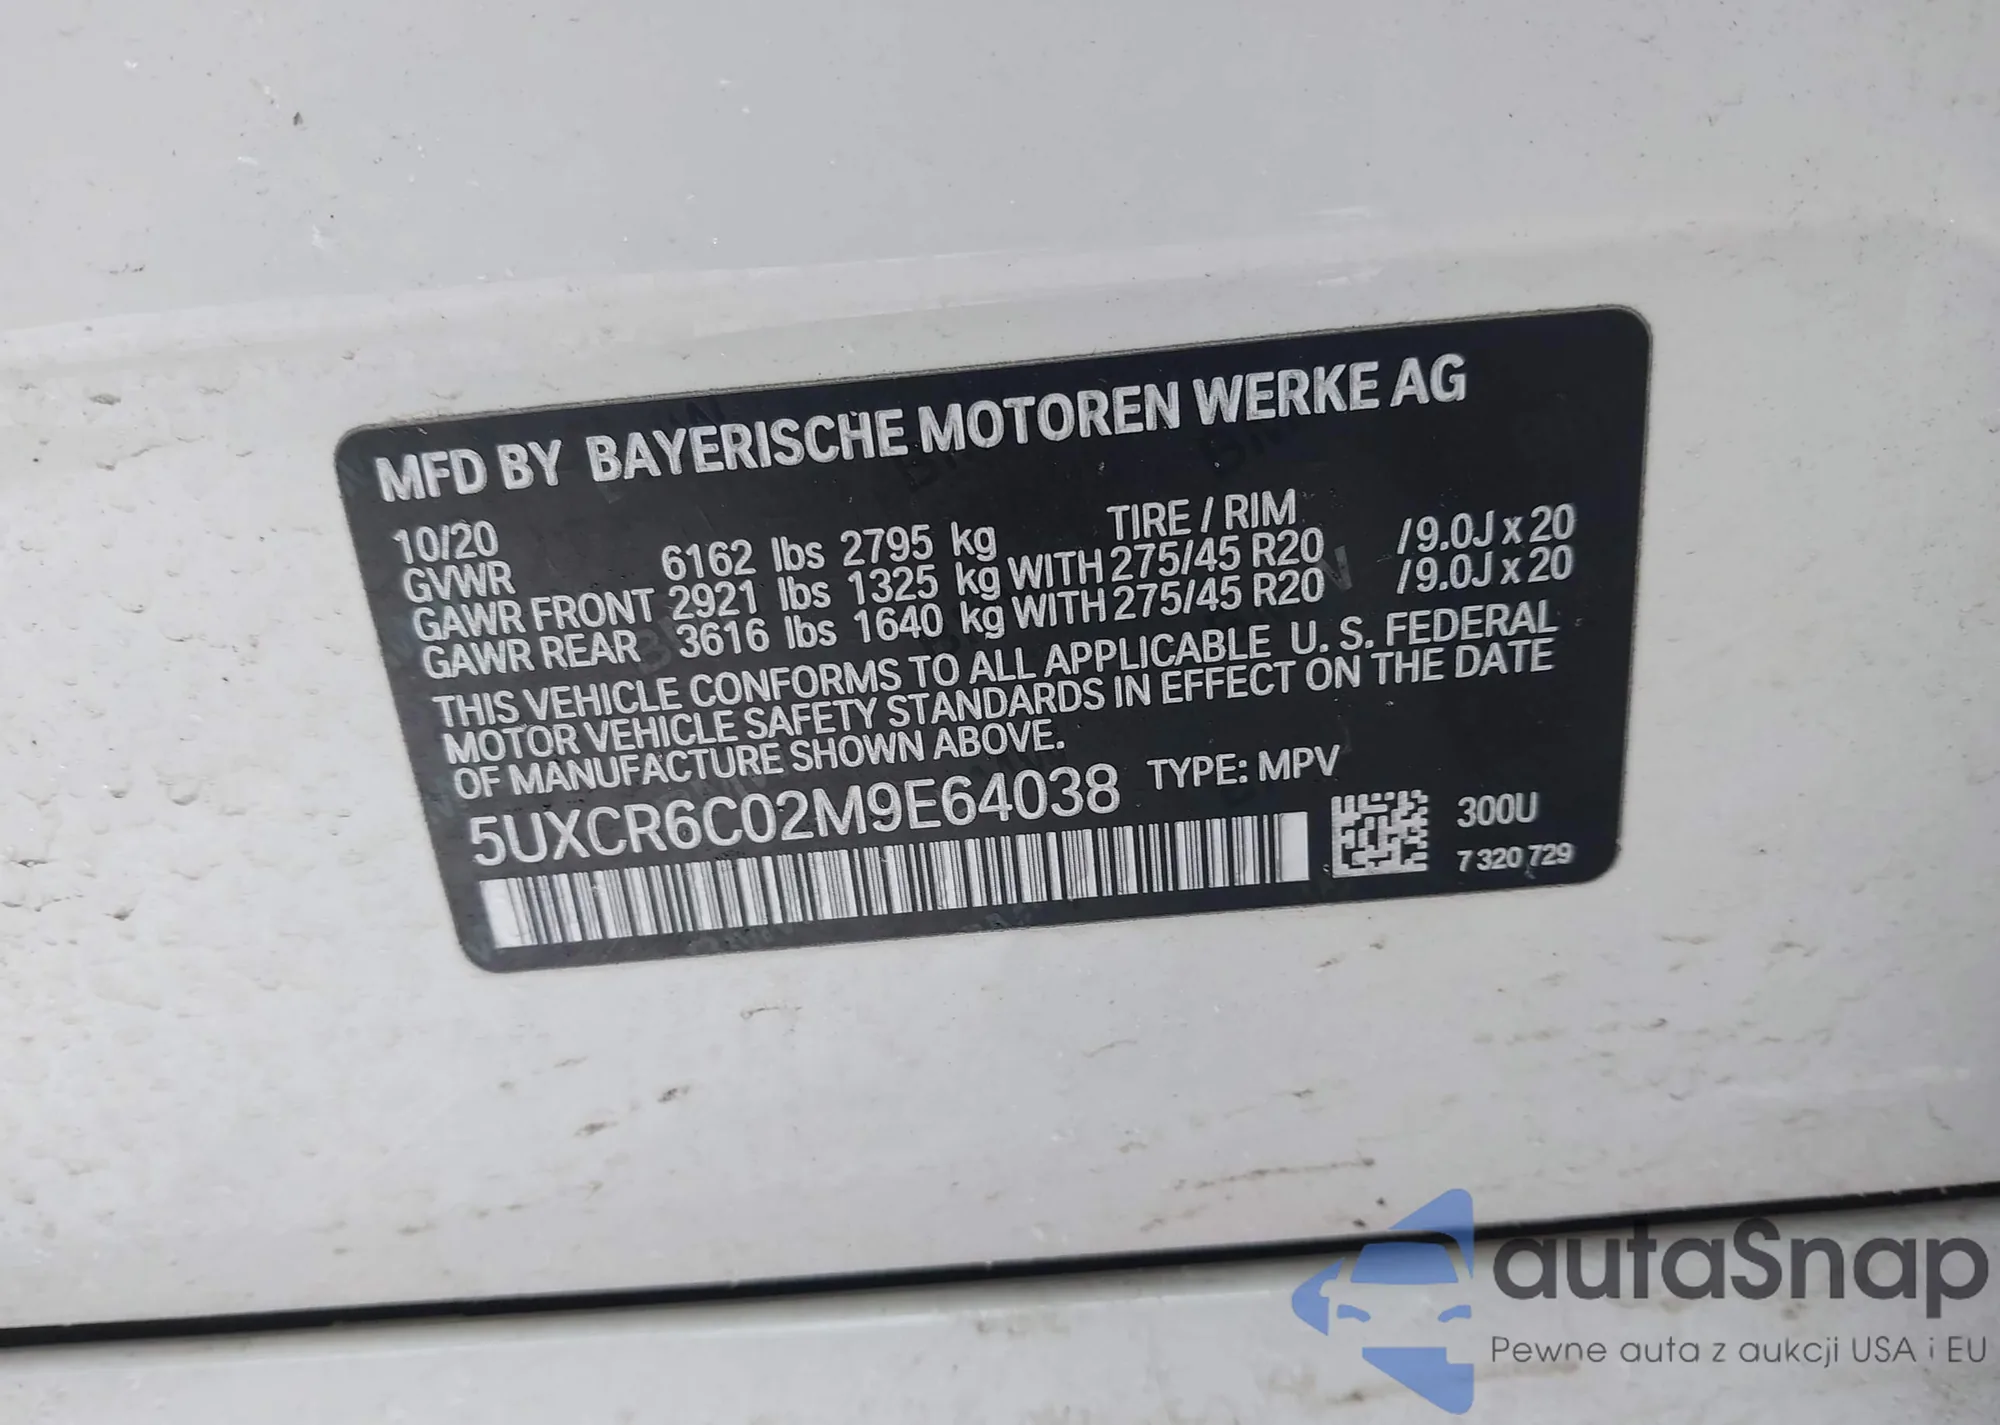 MFD BY BAYERISCHE MOTOREN WERKE AG
10/20 TIRE / RIM
GVWR 6162 lbs 2795 kg
GAWR FRONT 2921 lbs 1325 kg WITH 275/45 R20 /9.0J x 20
GAWR REAR 3616 lbs 1640 kg WITH 275/45 R20 /9.0J x 20
THIS VEHICLE CONFORMS TO ALL APPLICABLE U. S. FEDERAL
MOTOR VEHICLE SAFETY STANDARDS IN EFFECT ON THE DATE
OF MANUFACTURE SHOWN ABOVE.
5UXCR6C02M9E64038 TYPE: MPV
300U
7 320 729
autaSnap
Pewne auta z aukcji USA i EU